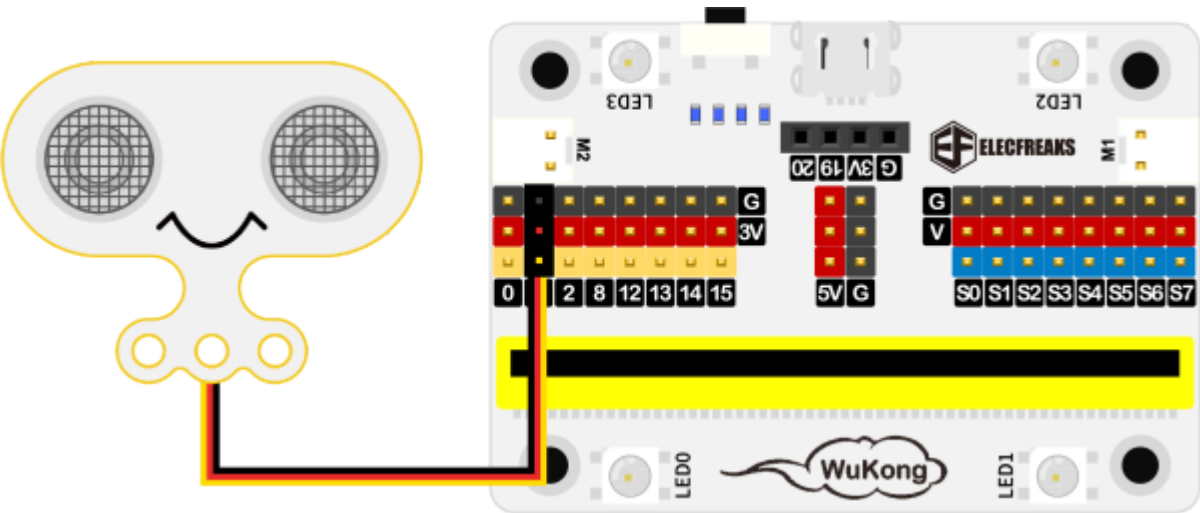 LED3
LED2
M2
20 19 3V G
ELECFREAKS
M1
G
3V
G
V
0 2 8 12 13 14 15
5V G
S0 S1 S2 S3 S4 S5 S6 S7
LED0
WuKong
LED1